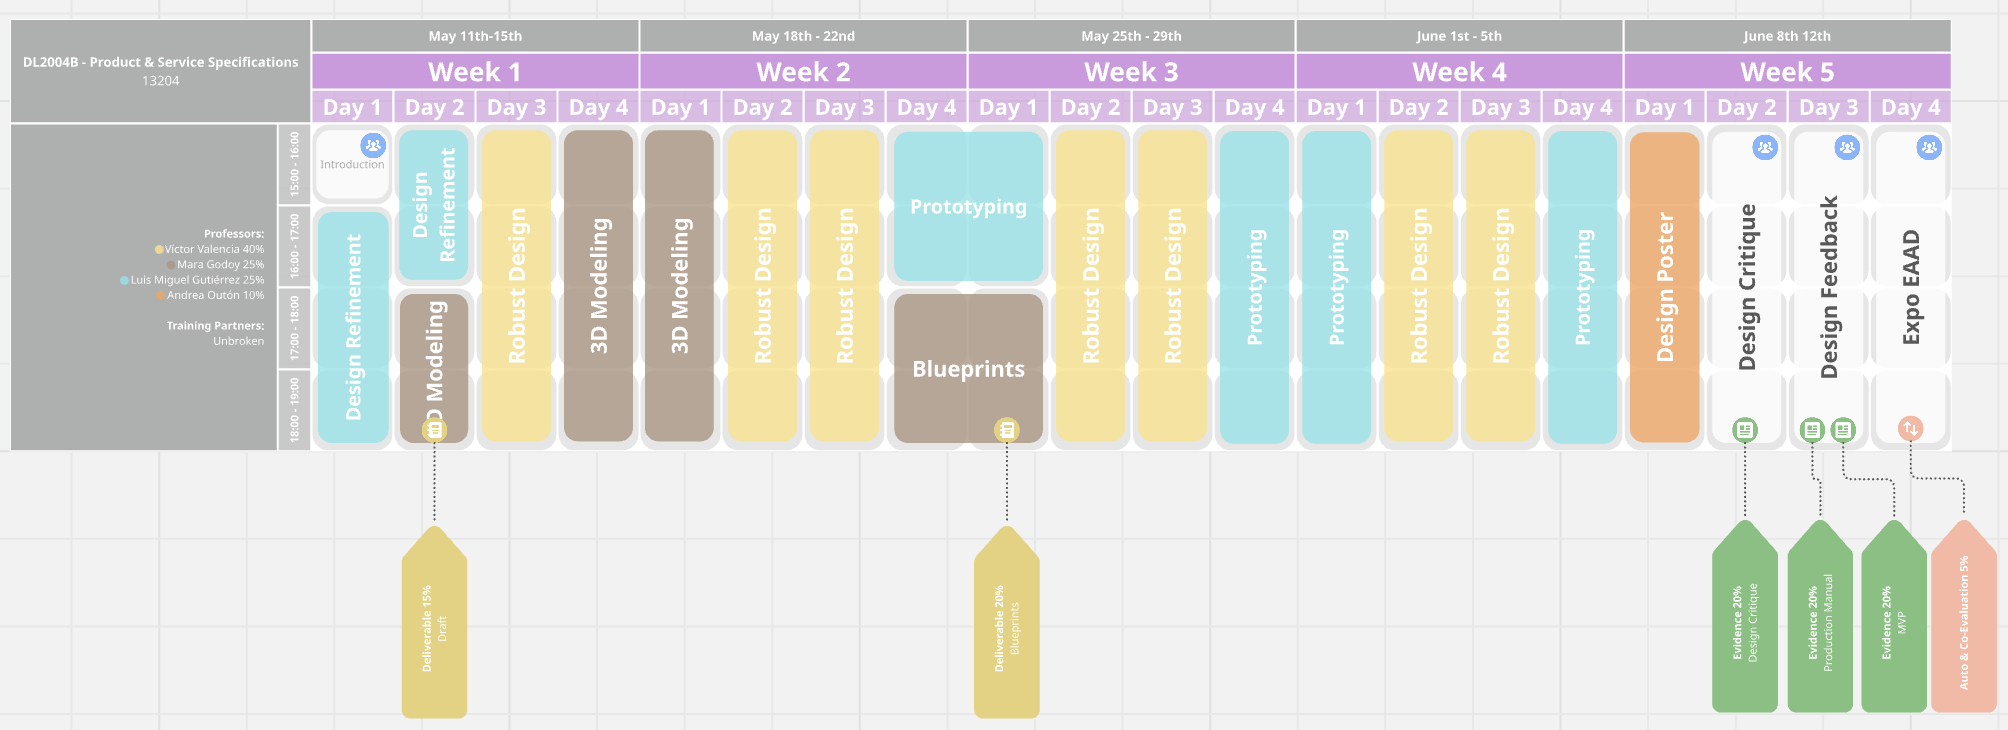 DL2004B - Product & Service Specifications
13204
May 11th-15th
May 18th - 22nd
May 25th - 29th
June 1st - 5th
June 8th 12th
Week 1
Week 2
Week 3
Week 4
Week 5
Day 1
Day 2
Day 3
Day 4
Day 1
Day 2
Day 3
Day 4
Day 1
Day 2
Day 3
Day 4
Day 1
Day 2
Day 3
Day 4
Day 1
Day 2
Day 3
Day 4
Professors:
Víctor Valencia 40%
Mara Godoy 25%
Luis Miguel Gutiérrez 25%
Andrea Outón 10%
Training Partners:
Unbroken
15:00 - 16:00
16:00 - 17:00
17:00 - 18:00
18:00 - 19:00
Introduction
Design Refinement
Design
Refinement
3D Modeling
Robust Design
3D Modeling
3D Modeling
Robust Design
Robust Design
Prototyping
Blueprints
Robust Design
Robust Design
Prototyping
Prototyping
Robust Design
Robust Design
Prototyping
Design Poster
Design Critique
Design Feedback
Expo EAAD
Deliverable 15%
Draft
Deliverable 20%
Blueprints
Evidence 20%
Design Critique
Evidence 20%
Production Manual
Evidence 20%
MVP
Auto & Co-Evaluation 5%